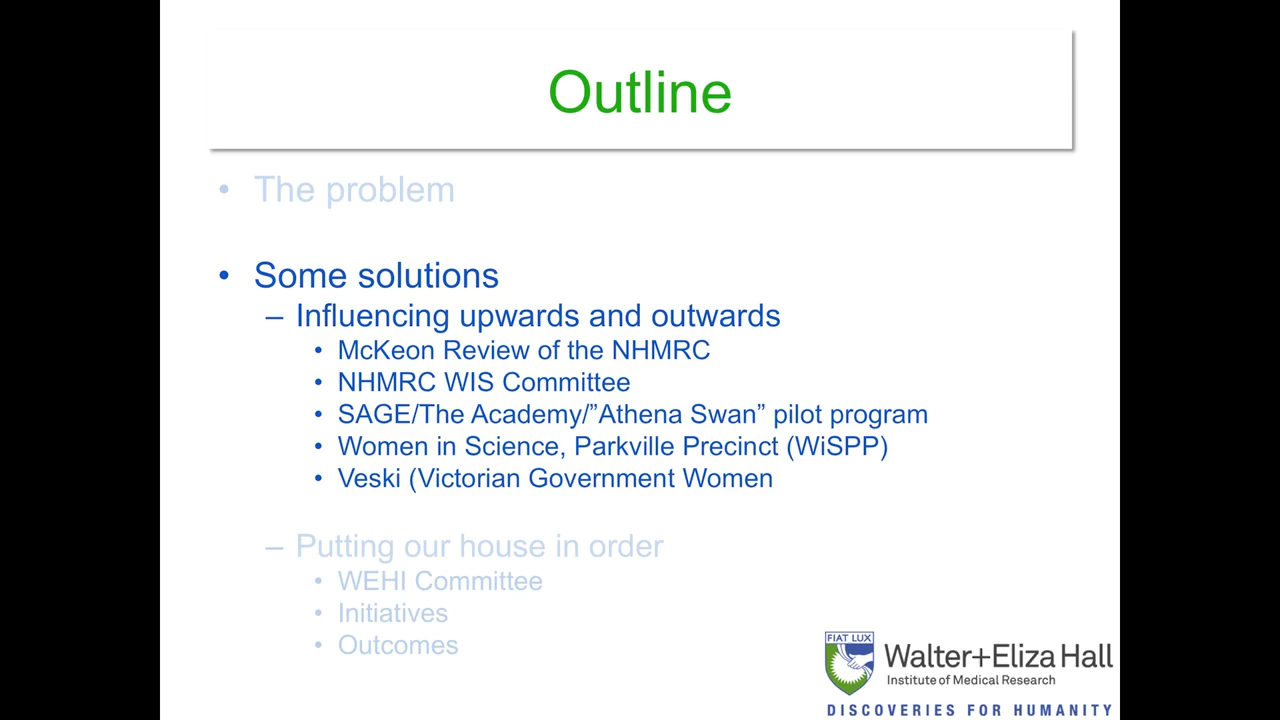 Outline
• The problem
• Some solutions
– Influencing upwards and outwards
• McKeon Review of the NHMRC
• NHMRC WIS Committee
• SAGE/The Academy/”Athena Swan” pilot program
• Women in Science, Parkville Precinct (WiSPP)
• Veski (Victorian Government Women
– Putting our house in order
• WEHI Committee
• Initiatives
• Outcomes
FIAT LUX
Walter+Eliza Hall
Institute of Medical Research
DISCOVERIES FOR HUMANITY